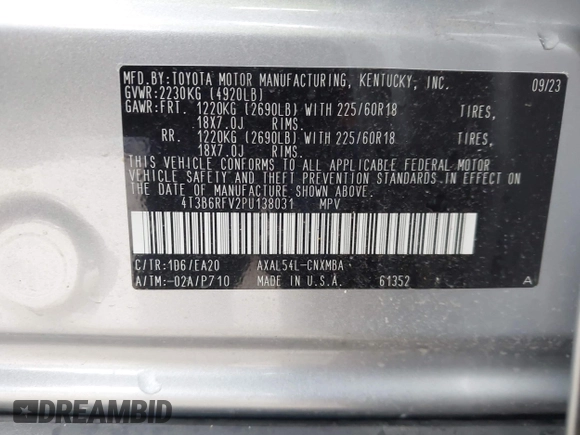 MFD.BY:TOYOTA MOTOR MANUFACTURING, KENTUCKY, INC. 09/23
GVWR:2230KG (4920LB)
GAWR:FRT. 1220KG (2690LB) WITH 225/60R18 TIRES,
18X7.0J RIMS.
RR. 1220KG (2690LB) WITH 225/60R18 TIRES,
18X7.0J RIMS.
THIS VEHICLE CONFORMS TO ALL APPLICABLE FEDERAL MOTOR
VEHICLE SAFETY AND THEFT PREVENTION STANDARDS IN EFFECT ON
THE DATE OF MANUFACTURE SHOWN ABOVE.
4T3B6RFV2PU138031 MPV
C/TR:1D6/EA20 AXAL54L-CNXMBA
A/TM:-02A/P710 MADE IN U.S.A. 61352 A
DREAMBID